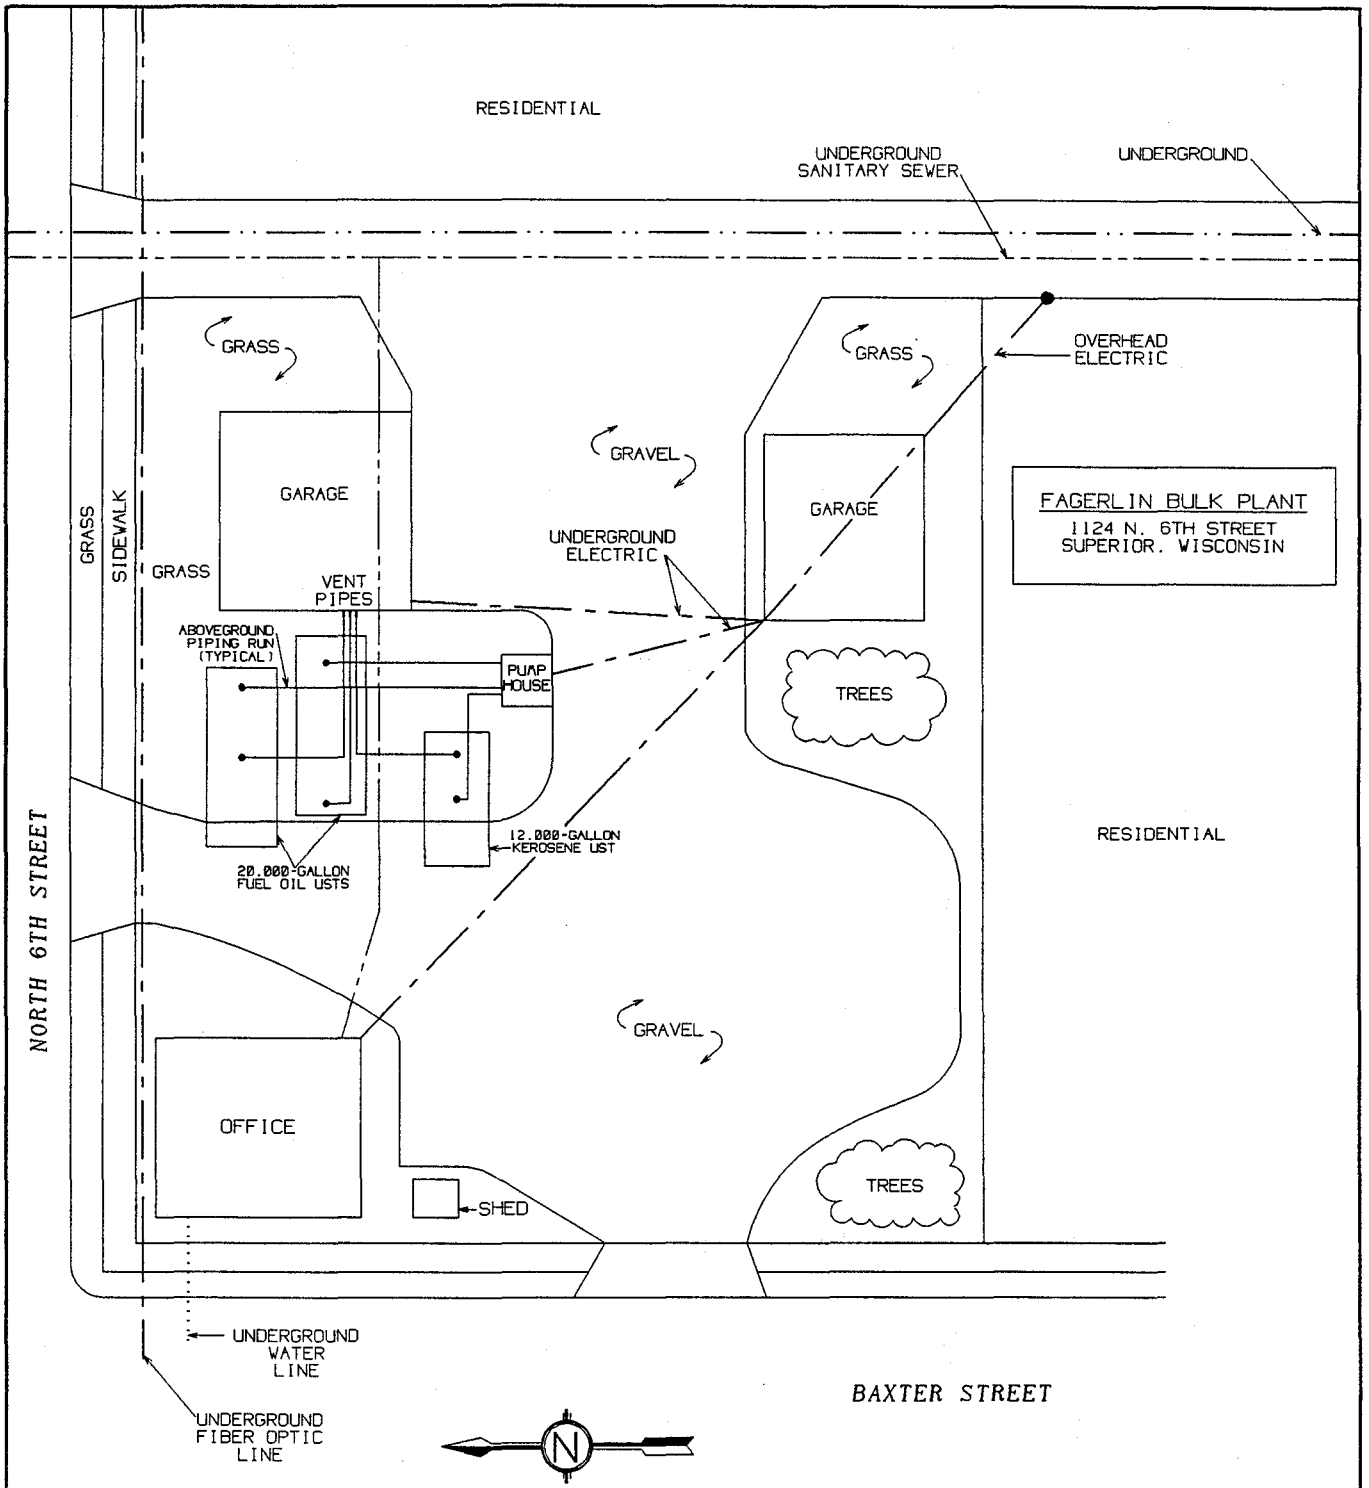 RESIDENTIAL
UNDERGROUND
SANITARY SEWER
UNDERGROUND
GRASS
GRASS
OVERHEAD
ELECTRIC
GRAVEL
GARAGE
GARAGE
FAGERLIN BULK PLANT
1124 N. 6TH STREET
SUPERIOR. WISCONSIN
GRASS
SIDEWALK
UNDERGROUND
ELECTRIC
GRASS
VENT
PIPES
ABOVEGROUND
PIPING RUN
(TYPICAL)
PUMP
HOUSE
TREES
12.000-GALLON
KEROSENE UST
RESIDENTIAL
20.000-GALLON
FUEL OIL USTS
NORTH 6TH STREET
GRAVEL
OFFICE
TREES
SHED
UNDERGROUND
WATER
LINE
BAXTER STREET
UNDERGROUND
FIBER OPTIC
LINE
N